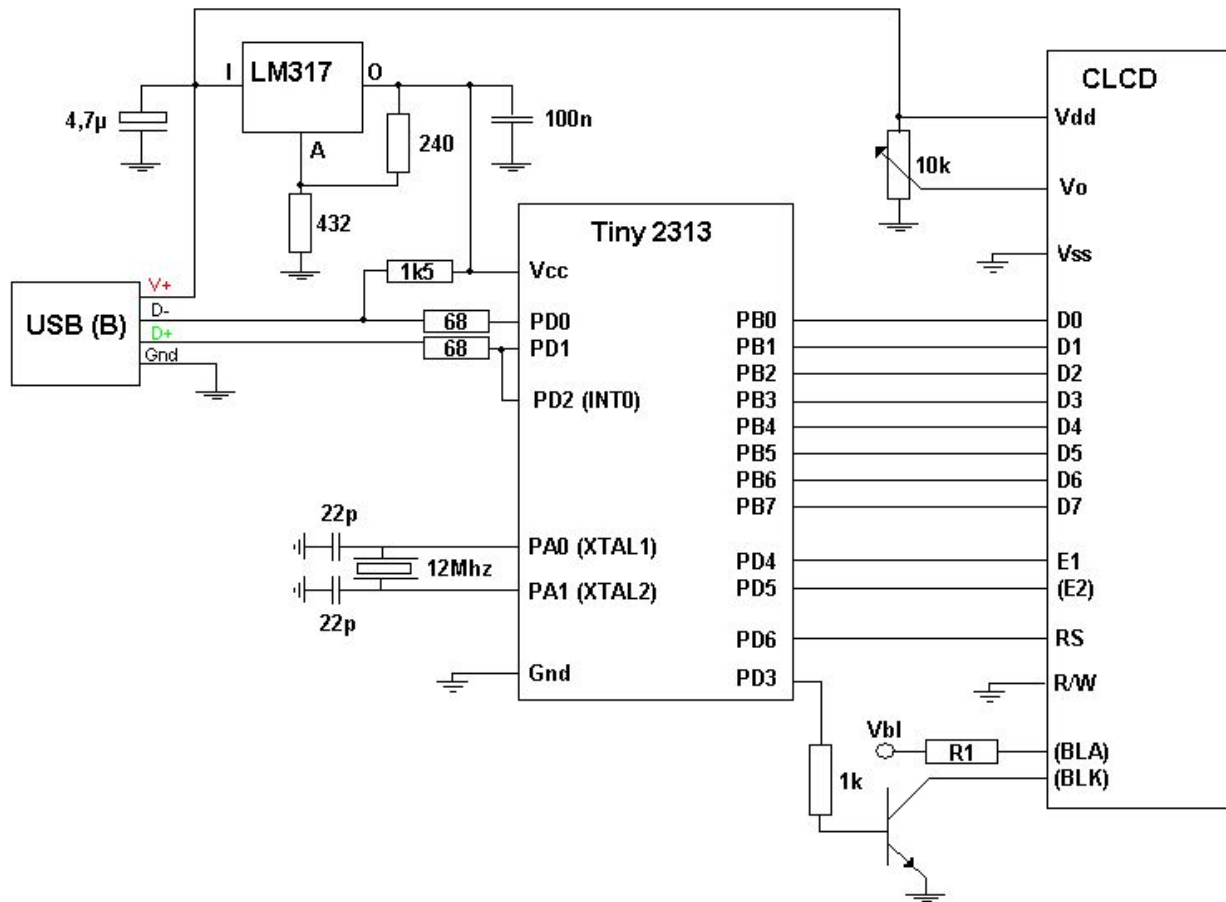 I
LM317
O
CLCD
4,7µ
100n
Vdd
240
A
10k
Vo
432
Tiny 2313
Vss
1k5
Vcc
V+
D-
USB (B)
68
PD0
PB0
D0
D+
68
PD1
PB1
D1
Gnd
PB2
D2
PD2 (INT0)
PB3
D3
PB4
D4
PB5
D5
PB6
D6
PB7
D7
22p
PA0 (XTAL1)
12Mhz
PD4
E1
PA1 (XTAL2)
PD5
(E2)
22p
PD6
RS
Gnd
PD3
R/W
Vbl
R1
(BLA)
1k
(BLK)